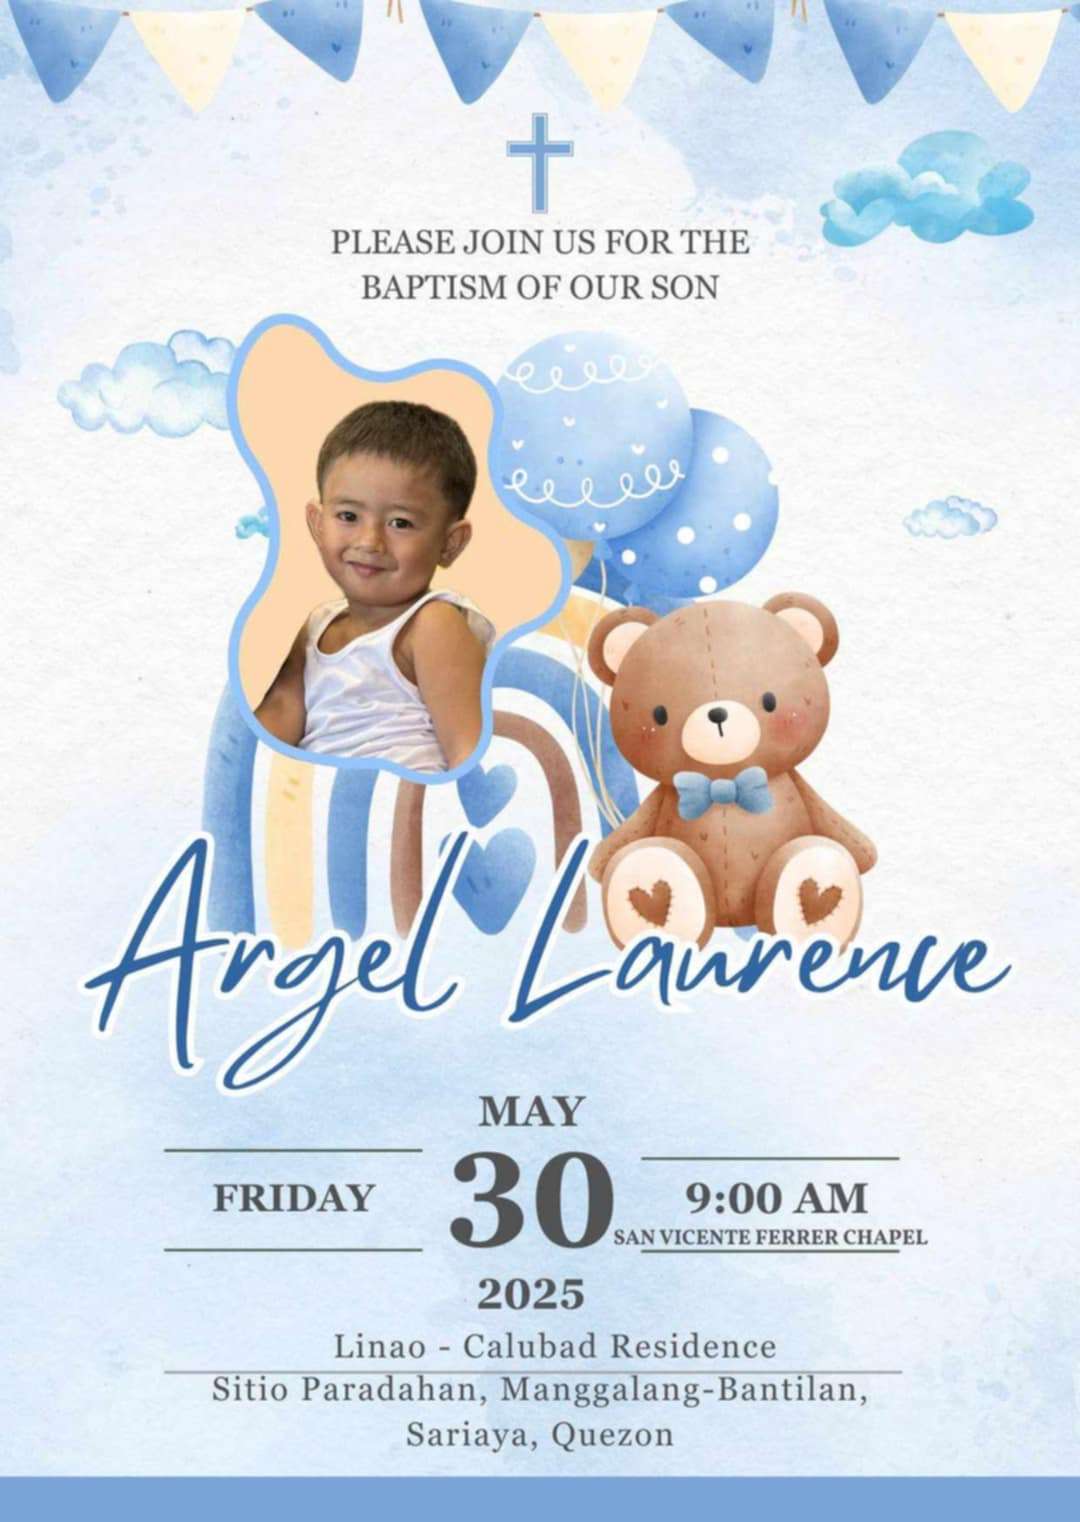 PLEASE JOIN US FOR THE
BAPTISM OF OUR SON
Argel Laurence
MAY
FRIDAY
30
9:00 AM
SAN VICENTE FERRER CHAPEL
2025
Linao - Calubad Residence
Sitio Paradahan, Manggalang-Bantilan,
Sariaya, Quezon